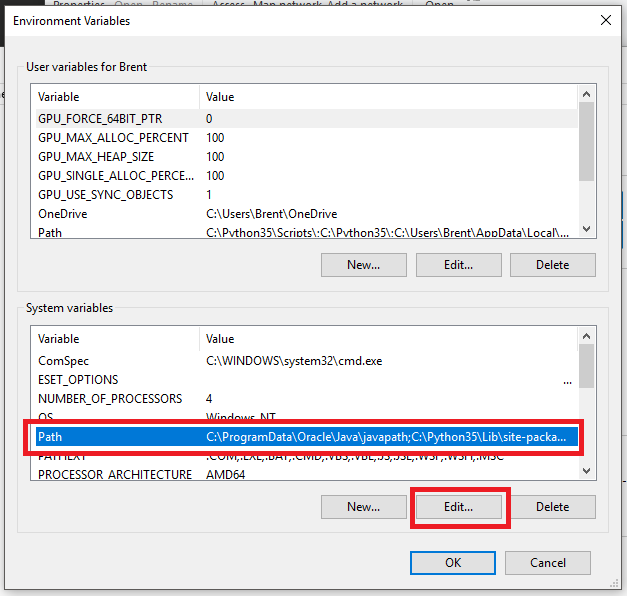 Environment Variables
User variables for Brent
Variable Value
GPU_FORCE_64BIT_PTR 0
GPU_MAX_ALLOC_PERCENT 100
GPU_MAX_HEAP_SIZE 100
GPU_SINGLE_ALLOC_PERCE... 100
GPU_USE_SYNC_OBJECTS 1
OneDrive C:\Users\Brent\OneDrive
Path C:\Python35\Scripts\;C:\Python35\;C:\Users\Brent\AppData\Local\...
New... Edit... Delete
System variables
Variable Value
ComSpec C:\WINDOWS\system32\cmd.exe
ESET_OPTIONS ...
NUMBER_OF_PROCESSORS 4
OS Windows_NT
Path C:\ProgramData\Oracle\Java\javapath;C:\Python35\Lib\site-packa...
PATHEXT .COM;.EXE;.BAT;.CMD;.VBS;.VBE;.JS;.JSE;.WSF;.WSH;.MSC
PROCESSOR_ARCHITECTURE AMD64
New... Edit... Delete
OK Cancel